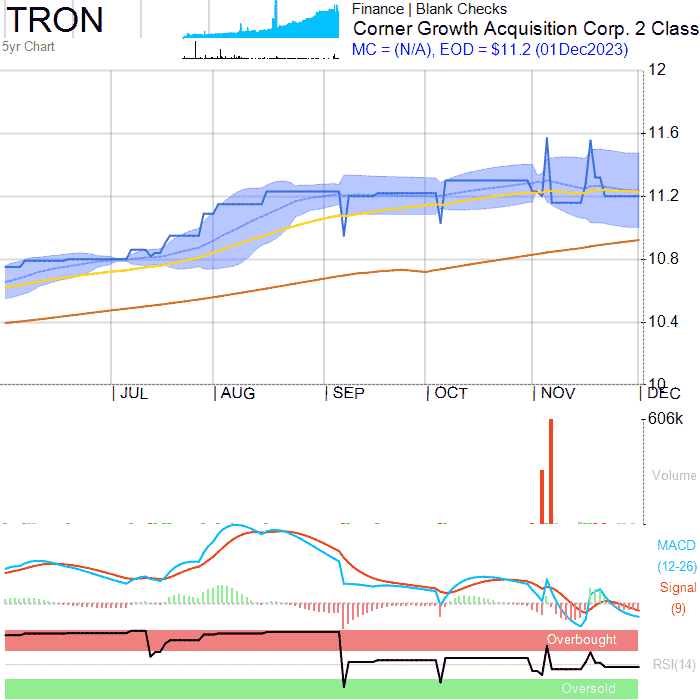 TRON
5yr Chart
Finance | Blank Checks
Corner Growth Acquisition Corp. 2 Class
MC = (N/A), EOD = $11.2 (01Dec2023)
12
11.6
11.2
10.8
10.4
10
JUL AUG SEP OCT NOV DEC
606k
Volume
MACD
(12-26)
Signal
(9)
Overbought
RSI(14)
Oversold